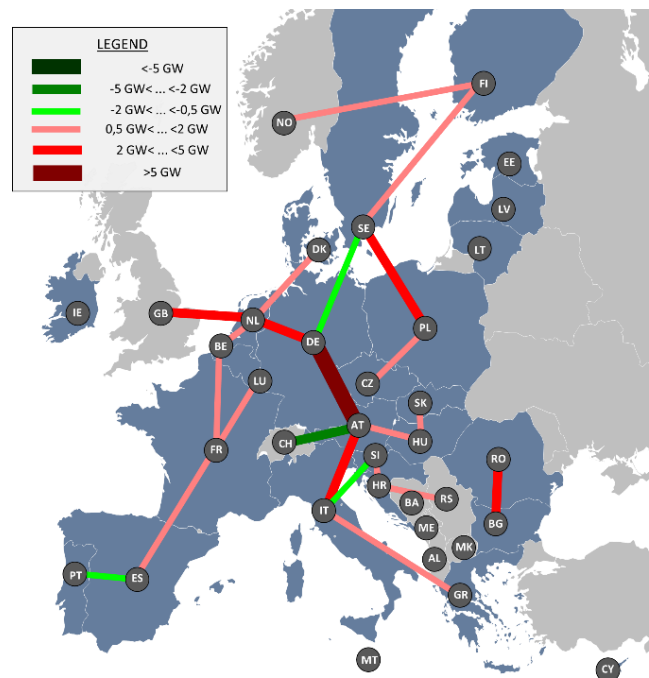 LEGEND
<-5 GW
-5 GW< ... <-2 GW
-2 GW< ... <-0,5 GW
0,5 GW< ... <2 GW
2 GW< ... <5 GW
>5 GW
FI
NO
EE
LV
SE
LT
DK
IE
GB
NL
PL
BE
DE
LU
CZ
SK
AT
CH
HU
FR
SI
RO
HR
RS
BA
IT
ME
BG
MK
AL
PT
ES
GR
MT
CY